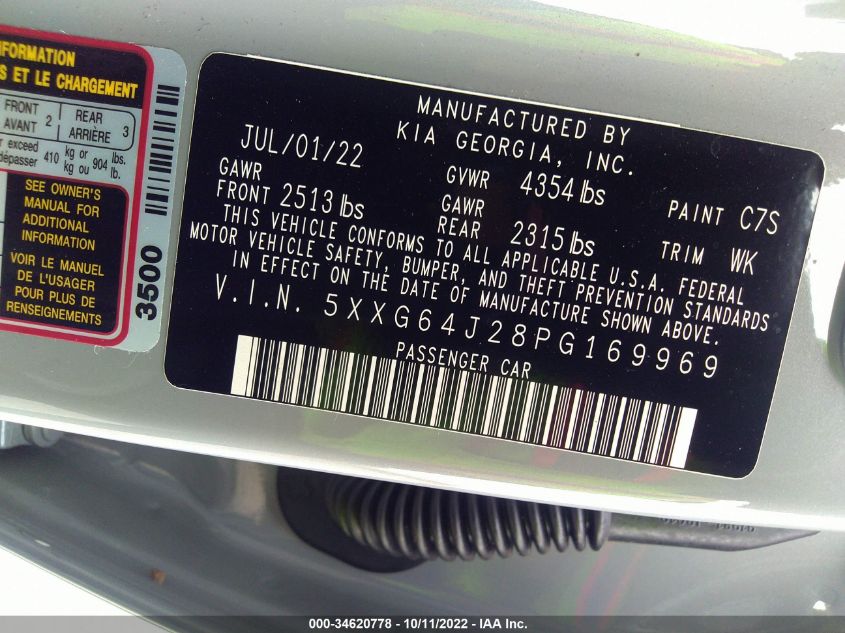 NFORMATION
S ET LE CHARGEMENT
FRONT 2 REAR 3
AVANT ARRIÈRE
r exceed 410 kg or 904 lbs.
dépasser kg ou lb.
SEE OWNER'S
MANUAL FOR
ADDITIONAL
INFORMATION
VOIR LE MANUEL
DE L'USAGER
POUR PLUS DE
RENSEIGNEMENTS
3500
MANUFACTURED BY
KIA GEORGIA, INC.
JUL/01/22
GVWR 4354 lbs
GAWR
FRONT 2513 lbs
GAWR
REAR 2315 lbs
PAINT C7S
TRIM WK
THIS VEHICLE CONFORMS TO ALL APPLICABLE U.S.A. FEDERAL
MOTOR VEHICLE SAFETY, BUMPER, AND THEFT PREVENTION STANDARDS
IN EFFECT ON THE DATE OF MANUFACTURE SHOWN ABOVE.
V.I.N. 5XXG64J28PG169969
PASSENGER CAR
000-34620778 - 10/11/2022 - IAA Inc.